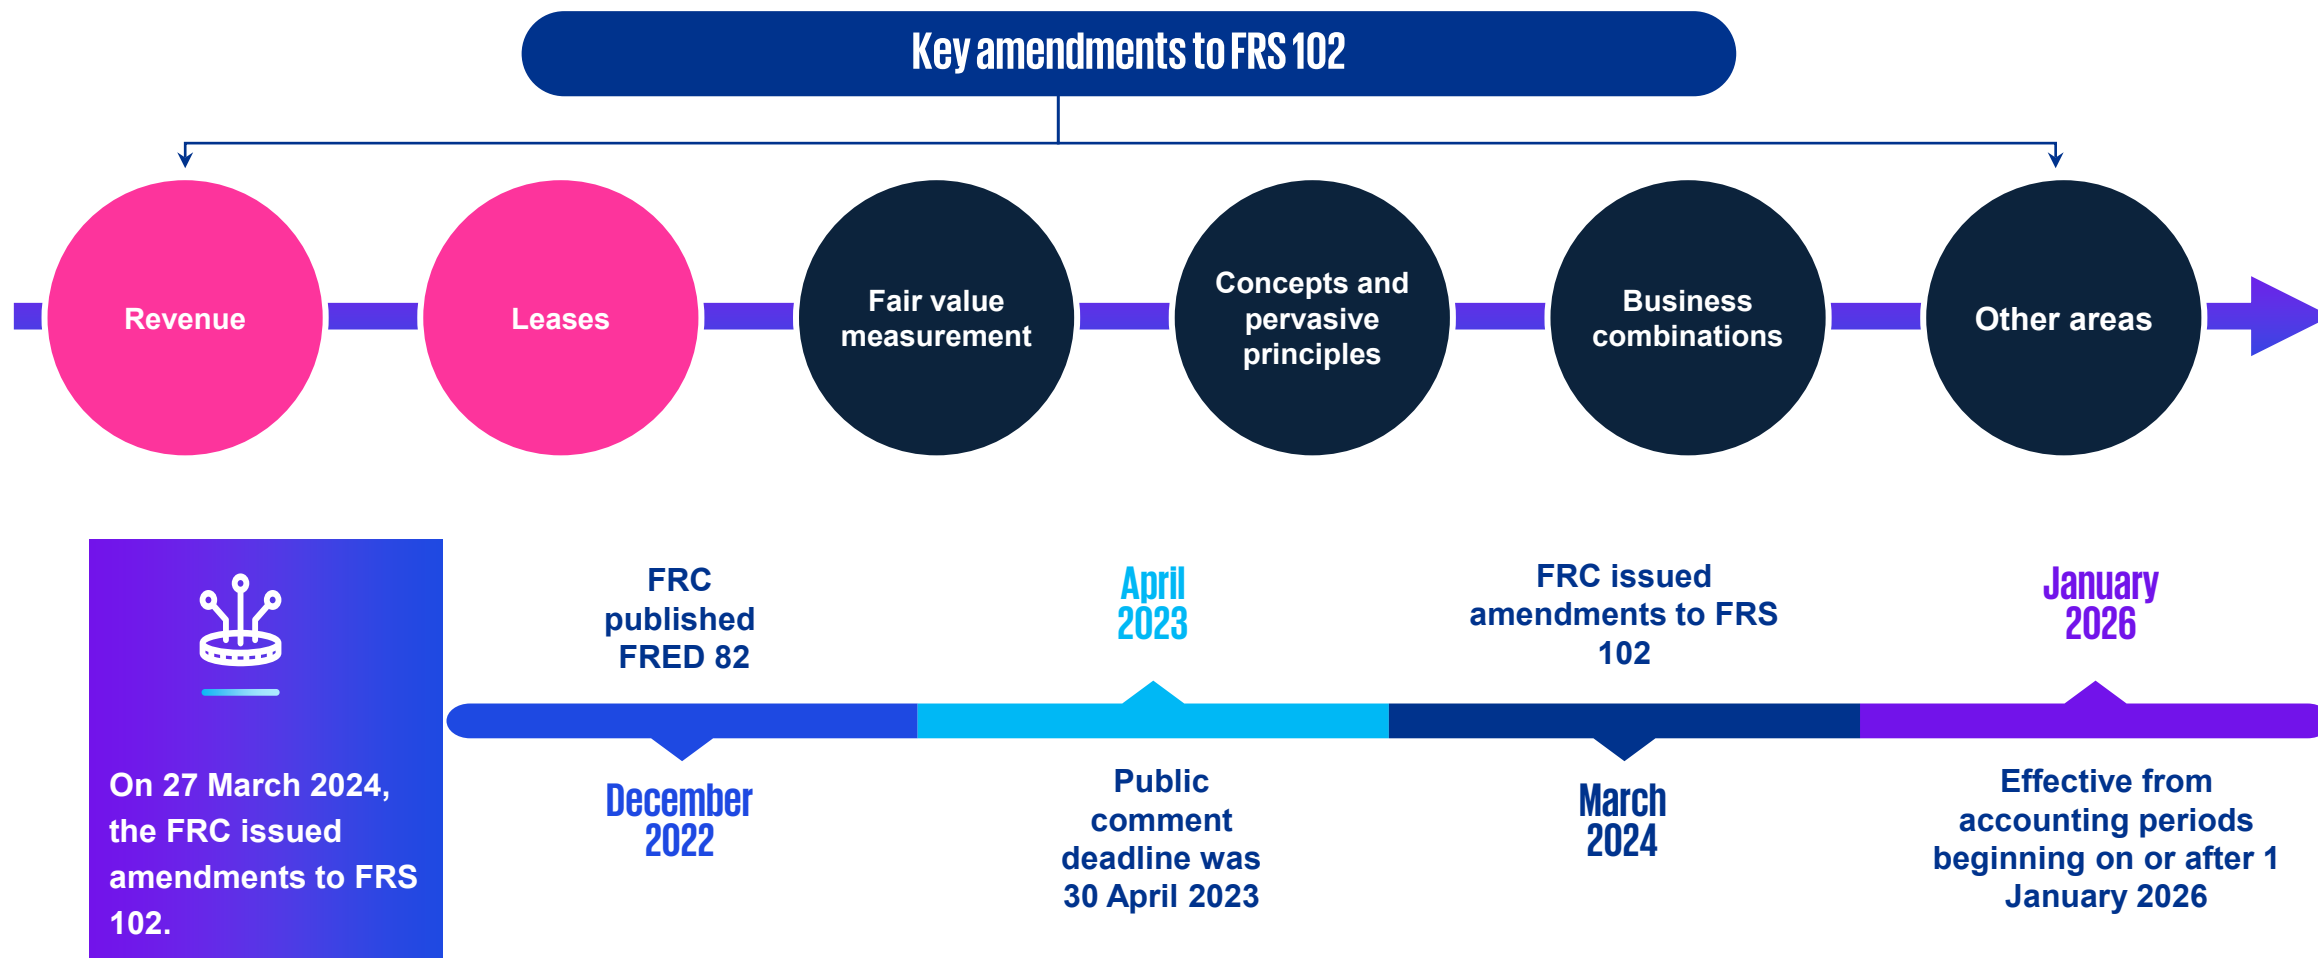 Key amendments to FRS 102
Revenue
Leases
Fair value
measurement
Concepts and
pervasive
principles
Business
combinations
Other areas
On 27 March 2024,
the FRC issued
amendments to FRS
102.
FRC
published
FRED 82
December
2022
April
2023
Public
comment
deadline was
30 April 2023
FRC issued
amendments to FRS
102
March
2024
January
2026
Effective from
accounting periods
beginning on or after 1
January 2026